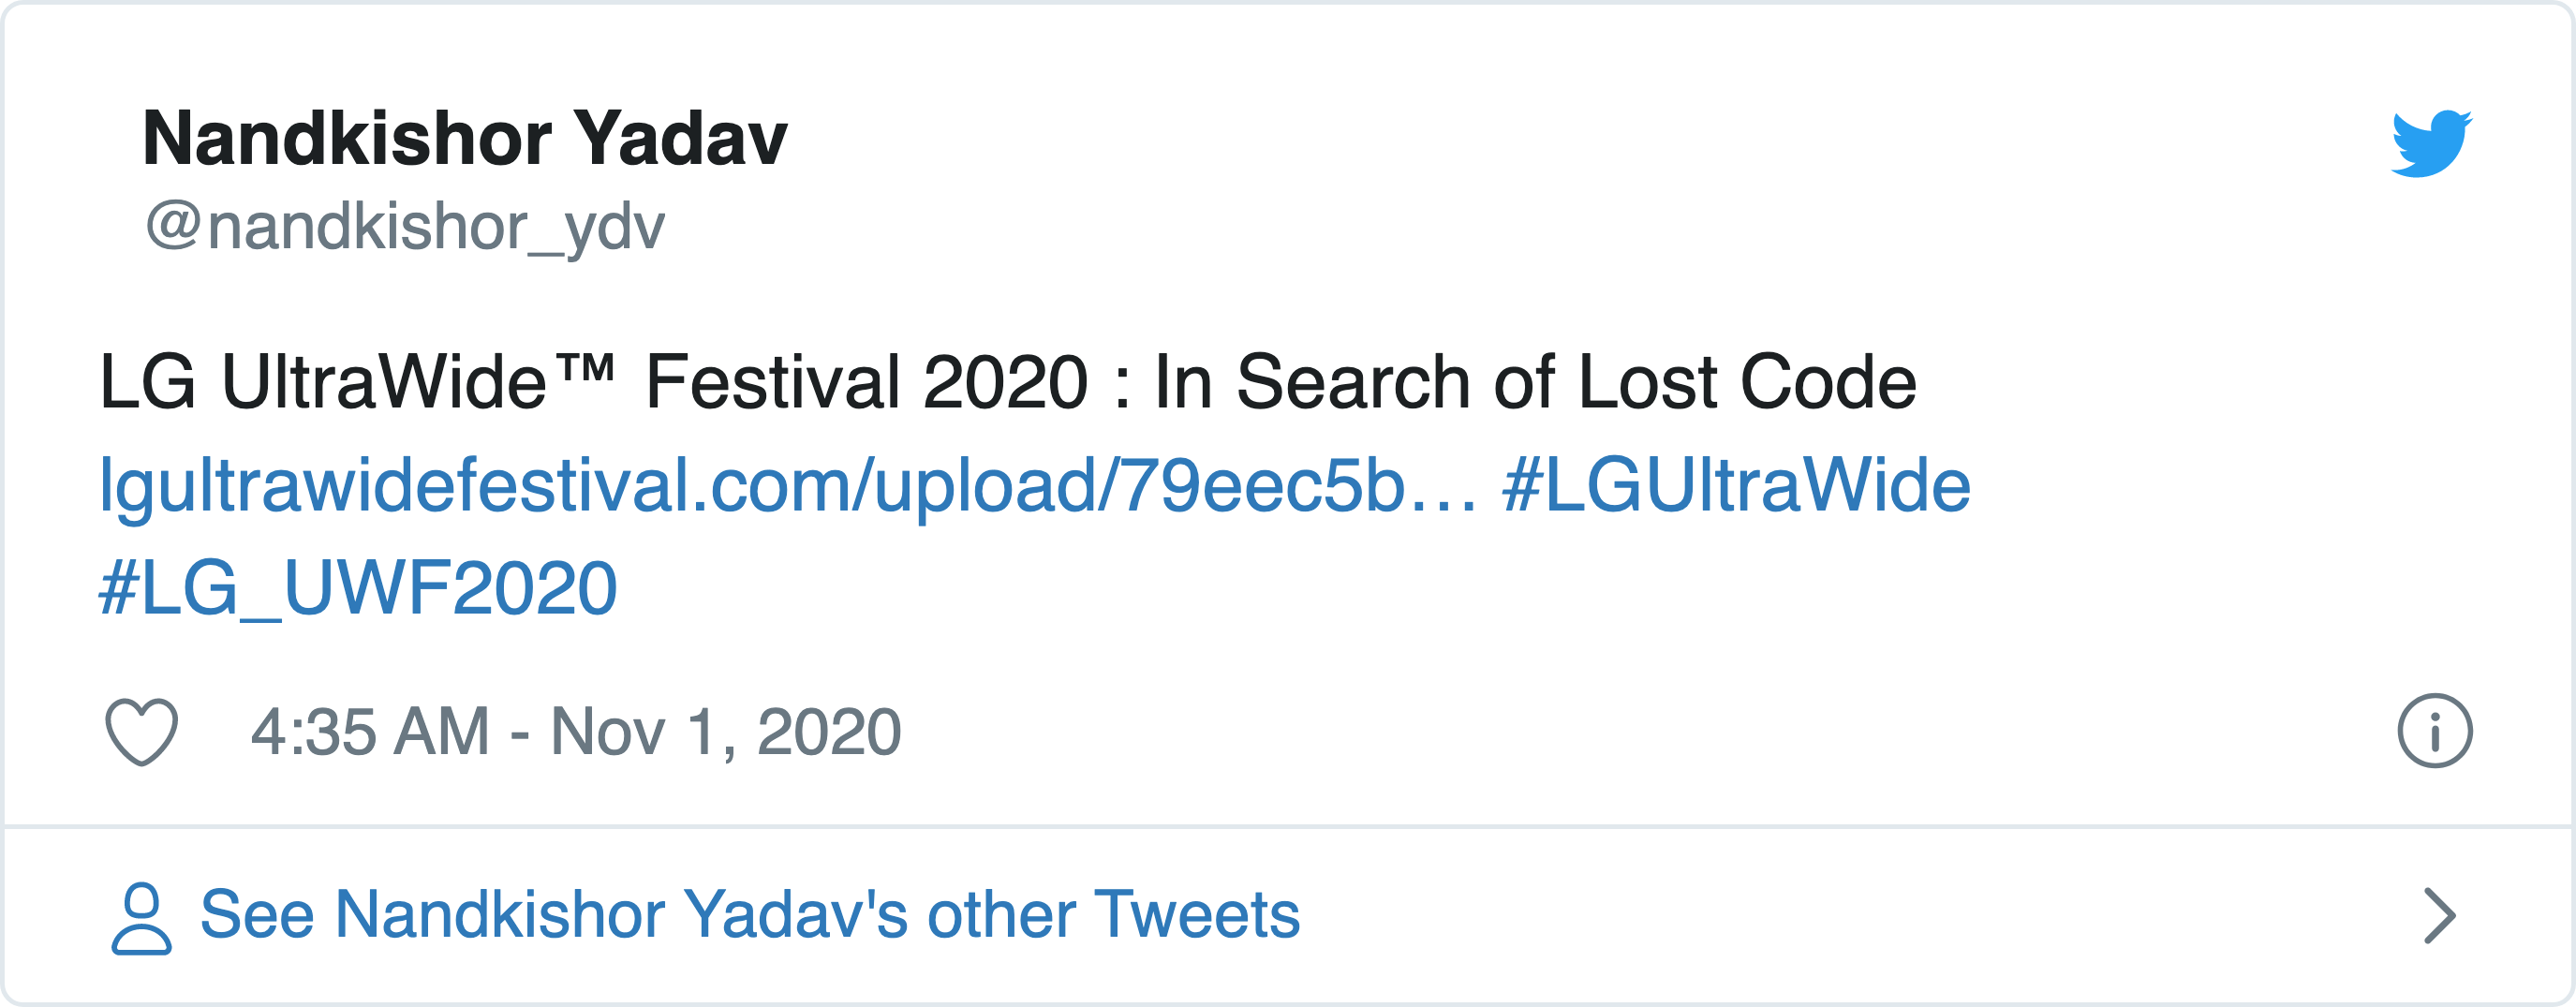 Nandkishor Yadav
@nandkishor_ydv
LG UltraWide™ Festival 2020 : In Search of Lost Code
lgultrawidefestival.com/upload/79eec5b… #LGUltraWide
#LG_UWF2020
4:35 AM - Nov 1, 2020
See Nandkishor Yadav's other Tweets